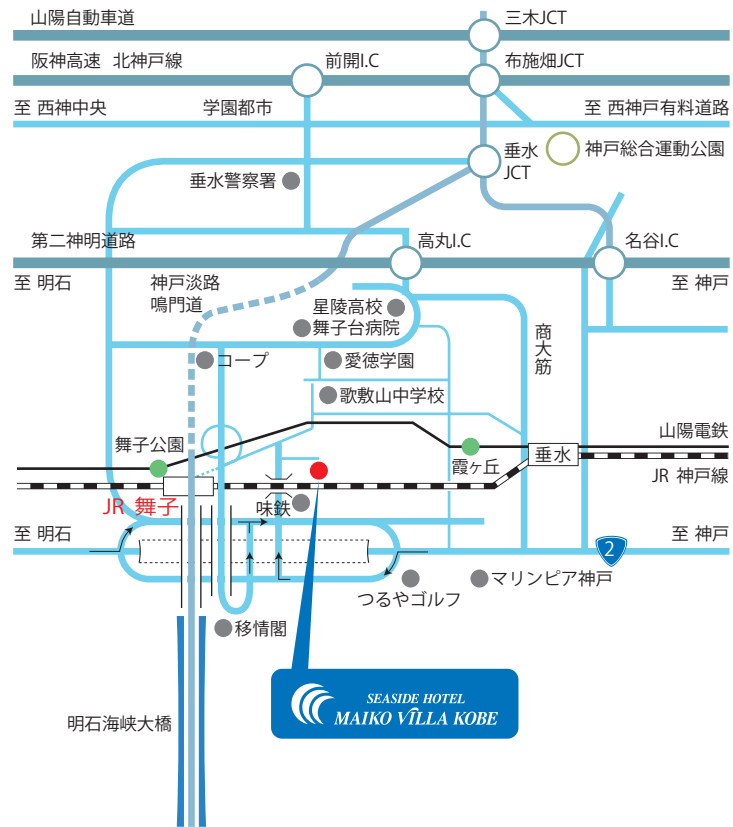 山陽自動車道
三木JCT
阪神高速 北神戸線
前開I.C
布施畑JCT
至 西神中央
学園都市
至 西神戸有料道路
垂水
JCT
神戸総合運動公園
垂水警察署
第二神明道路
高丸I.C
名谷I.C
至 明石
神戸淡路
鳴門道
至 神戸
星陵高校
舞子台病院
商大筋
コープ
愛徳学園
歌敷山中学校
舞子公園
山陽電鉄
霞ヶ丘
垂水
JR 神戸線
JR 舞子
味鉄
至 明石
至 神戸
2
つるやゴルフ
マリンピア神戸
移情閣
SEASIDE HOTEL
MAIKO VILLA KOBE
明石海峡大橋